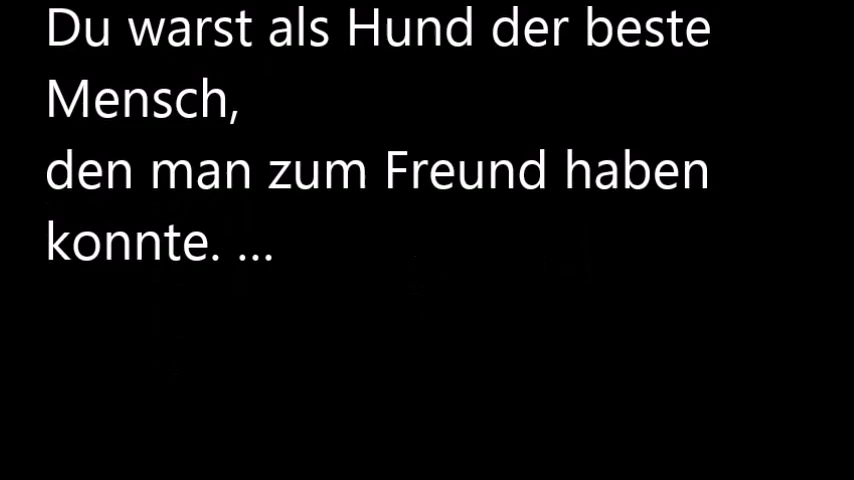 Du warst als Hund der beste
Mensch,
den man zum Freund haben
konnte. ...